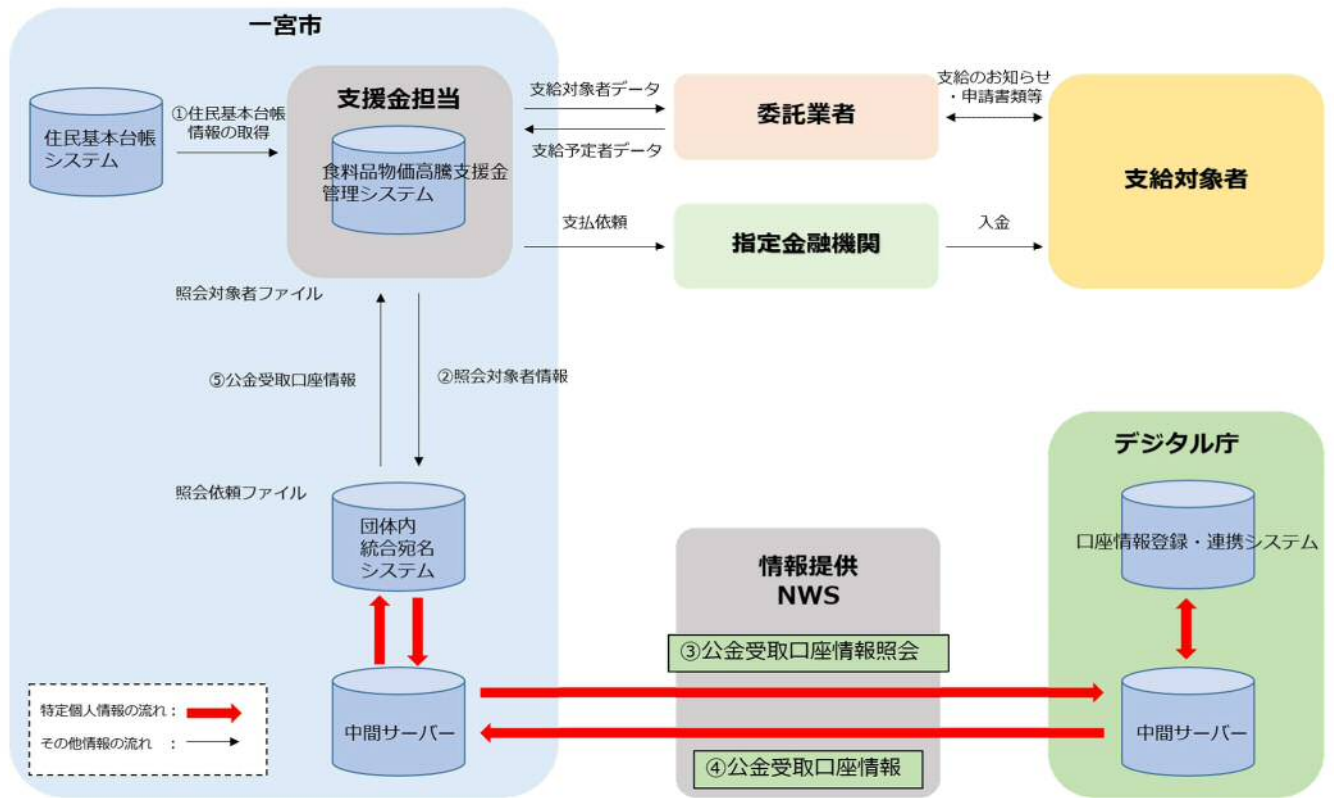 一宮市
支援金担当
住民基本台帳
システム
①住民基本台帳
情報の取得
食料品物価高騰支援金
管理システム
支給対象者データ
支給予定者データ
委託業者
支給のお知らせ
・申請書類等
支給対象者
支払依頼
指定金融機関
入金
照会対象者ファイル
⑤公金受取口座情報
②照会対象者情報
照会依頼ファイル
団体内
統合宛名
システム
情報提供
NWS
デジタル庁
口座情報登録・連携システム
③公金受取口座情報照会
④公金受取口座情報
中間サーバー
中間サーバー
特定個人情報の流れ:
その他情報の流れ :